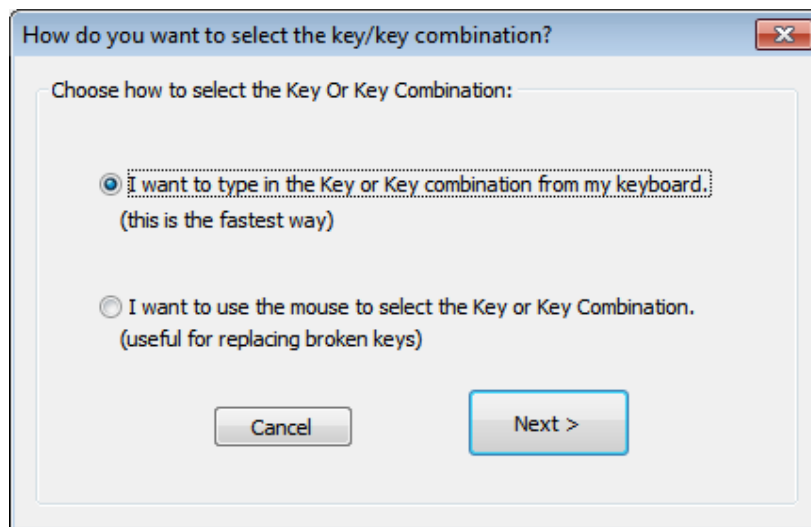 How do you want to select the key/key combination?
Choose how to select the Key Or Key Combination:
I want to type in the Key or Key combination from my keyboard.
(this is the fastest way)
I want to use the mouse to select the Key or Key Combination.
(useful for replacing broken keys)
Cancel
Next >